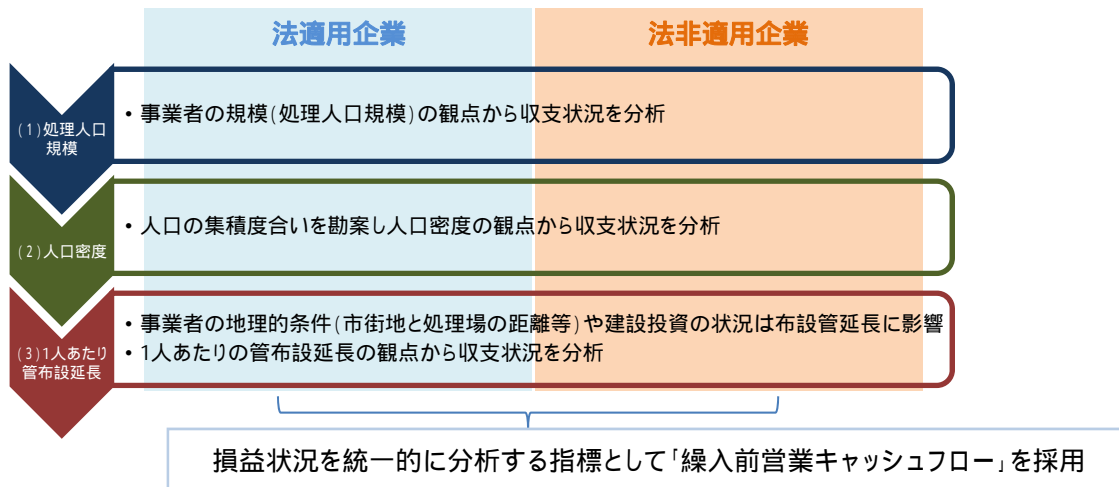 法適用企業
法非適用企業
(1)処理人口
規模
・事業者の規模(処理人口規模)の観点から収支状況を分析
(2)人口密度
・人口の集積度合いを勘案し人口密度の観点から収支状況を分析
(3)1人あたり
管布設延長
・事業者の地理的条件(市街地と処理場の距離等)や建設投資の状況は布設管延長に影響
・1人あたりの管布設延長の観点から収支状況を分析
損益状況を統一的に分析する指標として「繰入前営業キャッシュフロー」を採用